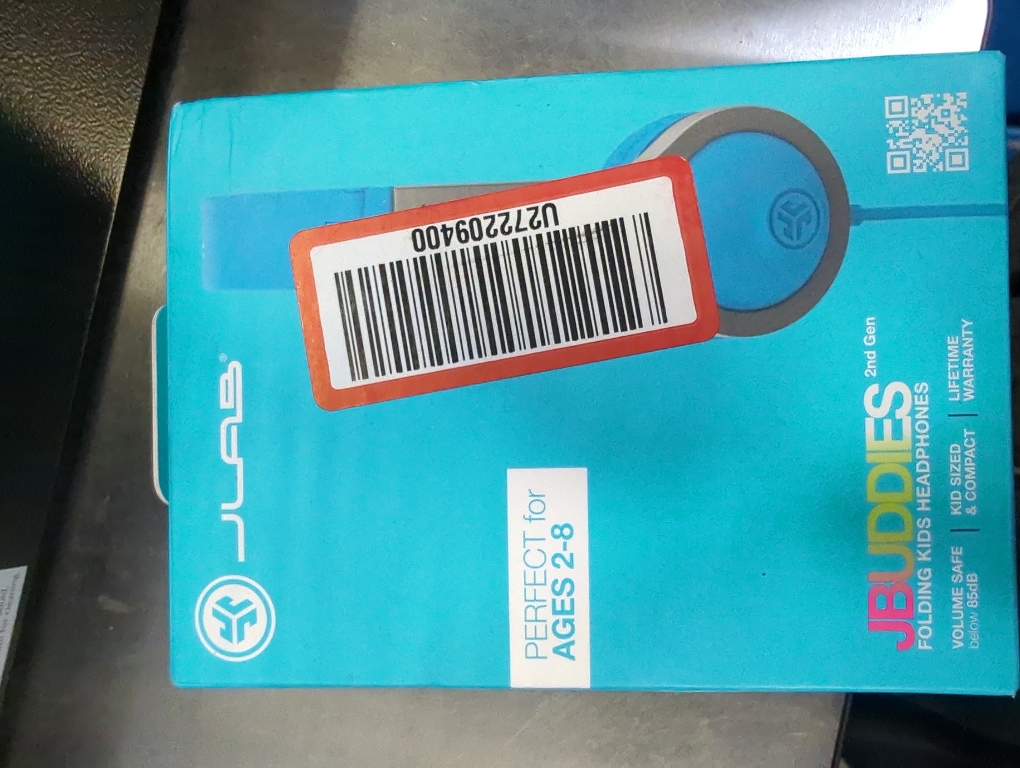 JLAB®
U272209400
PERFECT for
AGES 2-8
JBUDDIES 2nd Gen
FOLDING KIDS HEADPHONES
VOLUME SAFE
below 85dB
KID SIZED
& COMPACT
LIFETIME
WARRANTY